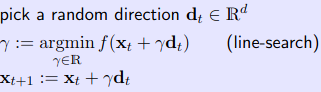 pick a random direction d_t ∈ ℝ^d
γ := argmin_{γ∈ℝ} f(x_t + γd_t) (line-search)
x_{t+1} := x_t + γd_t